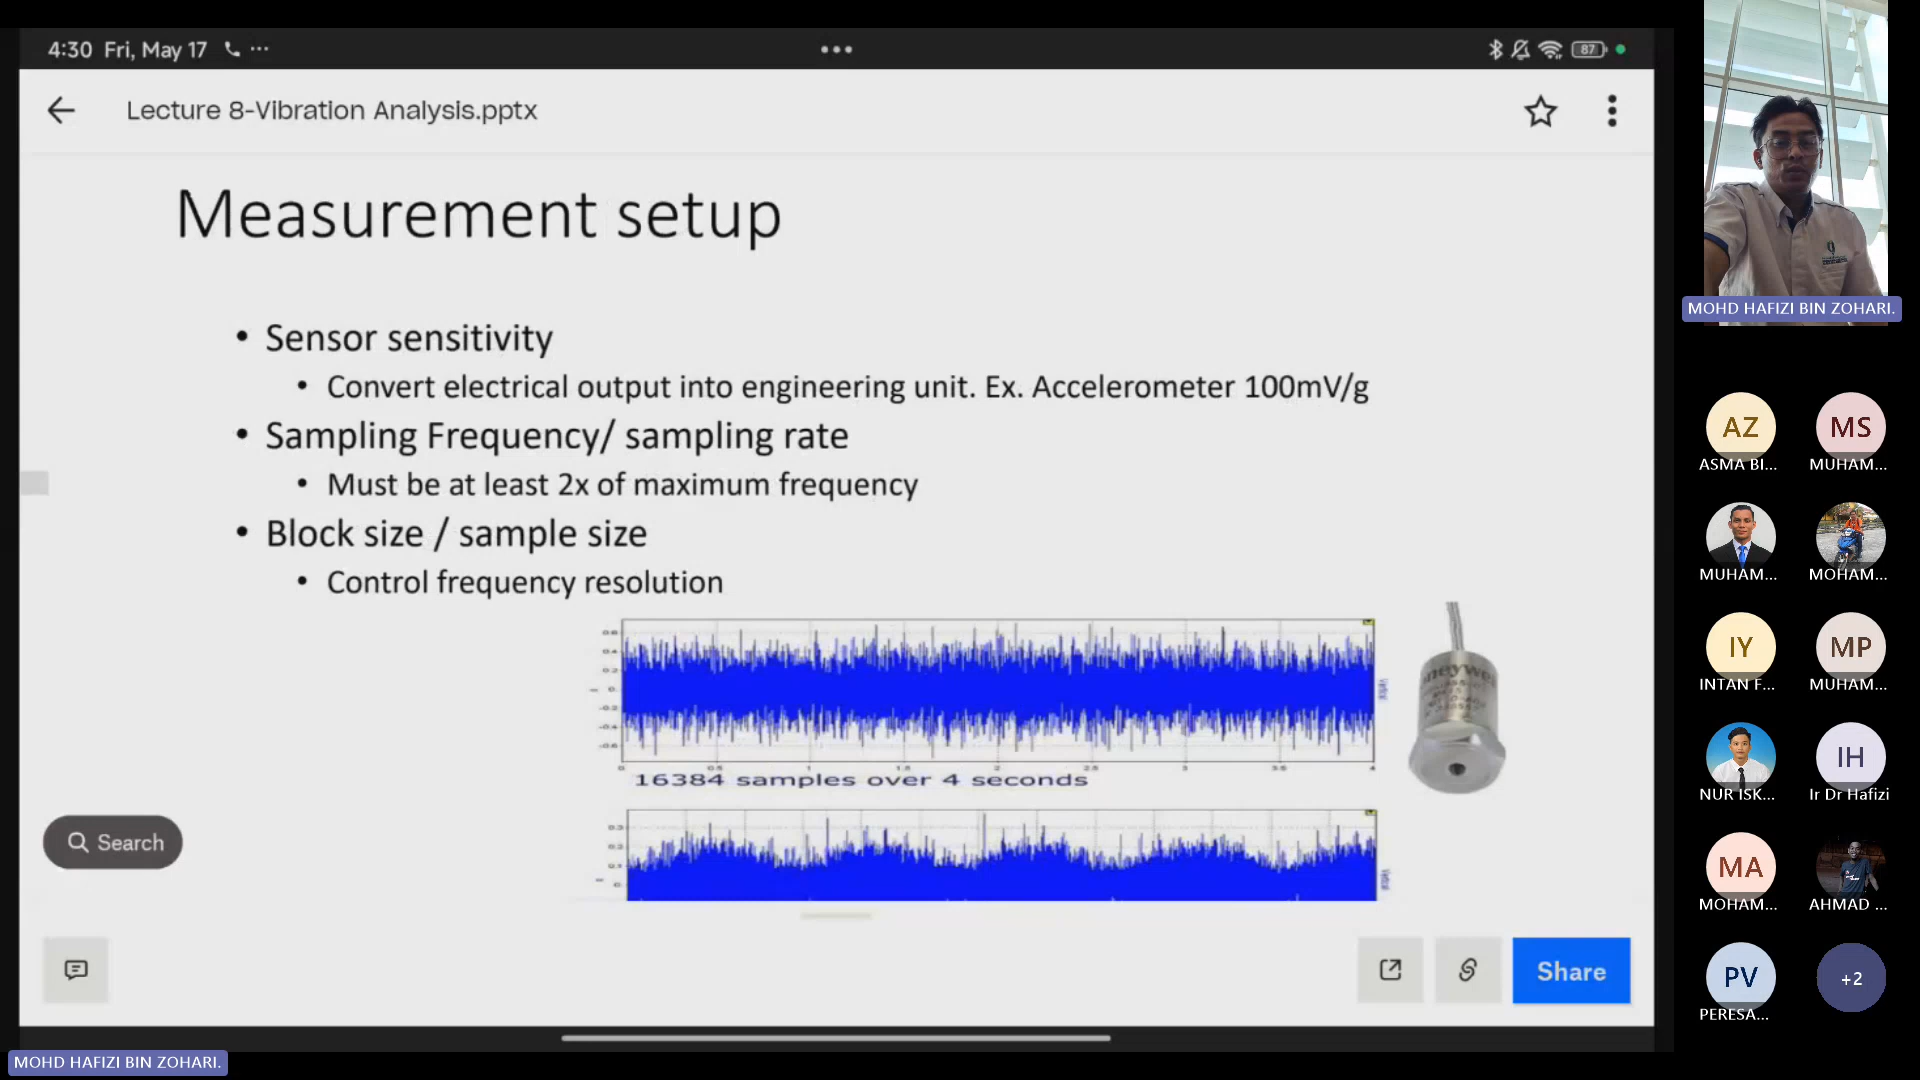 4:30 Fri, May 17
87
Lecture 8-Vibration Analysis.pptx
Measurement setup
• Sensor sensitivity
• Convert electrical output into engineering unit. Ex. Accelerometer 100mV/g
• Sampling Frequency/ sampling rate
• Must be at least 2x of maximum frequency
• Block size / sample size
• Control frequency resolution
16384 samples over 4 seconds
Search
Share
MOHD HAFIZI BIN ZOHARI.
MOHD HAFIZI BIN ZOHARI.
AZ
MS
ASMA BI...
MUHAM...
MUHAM...
MOHAM...
IY
MP
INTAN F...
MUHAM...
IH
NUR ISK...
Ir Dr Hafizi
MA
MOHAM...
AHMAD ...
PV
+2
PERESA...